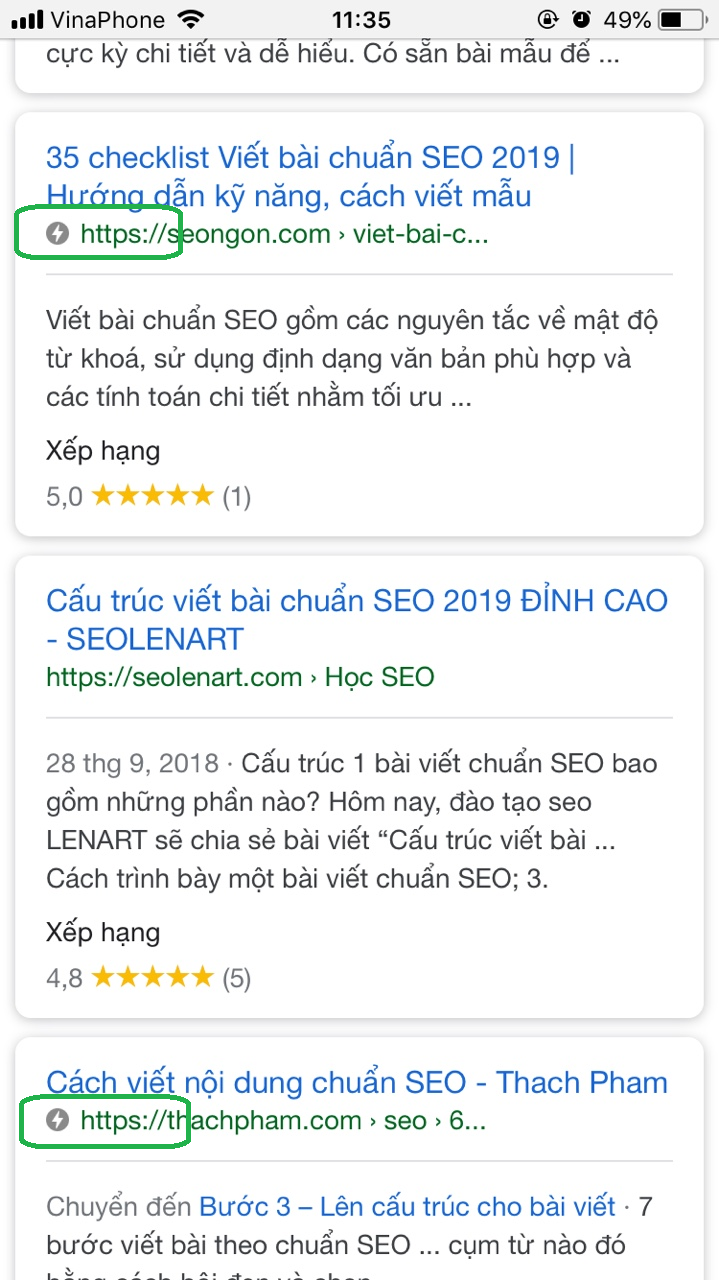 VinaPhone 11:35 49%
cực kỳ chi tiết và dễ hiểu. Có sẵn bài mẫu để ...
35 checklist Viết bài chuẩn SEO 2019 |
Hướng dẫn kỹ năng, cách viết mẫu
https://seongon.com › viet-bai-c...
Viết bài chuẩn SEO gồm các nguyên tắc về mật độ
từ khoá, sử dụng định dạng văn bản phù hợp và
các tính toán chi tiết nhằm tối ưu ...
Xếp hạng
5,0 ★★★★★ (1)
Cấu trúc viết bài chuẩn SEO 2019 ĐỈNH CAO
- SEOLENART
https://seolenart.com › Học SEO
28 thg 9, 2018 · Cấu trúc 1 bài viết chuẩn SEO bao
gồm những phần nào? Hôm nay, đào tạo seo
LENART sẽ chia sẻ bài viết “Cấu trúc viết bài ...
Cách trình bày một bài viết chuẩn SEO; 3.
Xếp hạng
4,8 ★★★★★ (5)
Cách viết nội dung chuẩn SEO - Thach Pham
https://thachpham.com › seo › 6...
Chuyển đến Bước 3 – Lên cấu trúc cho bài viết · 7
bước viết bài theo chuẩn SEO ... cụm từ nào đó